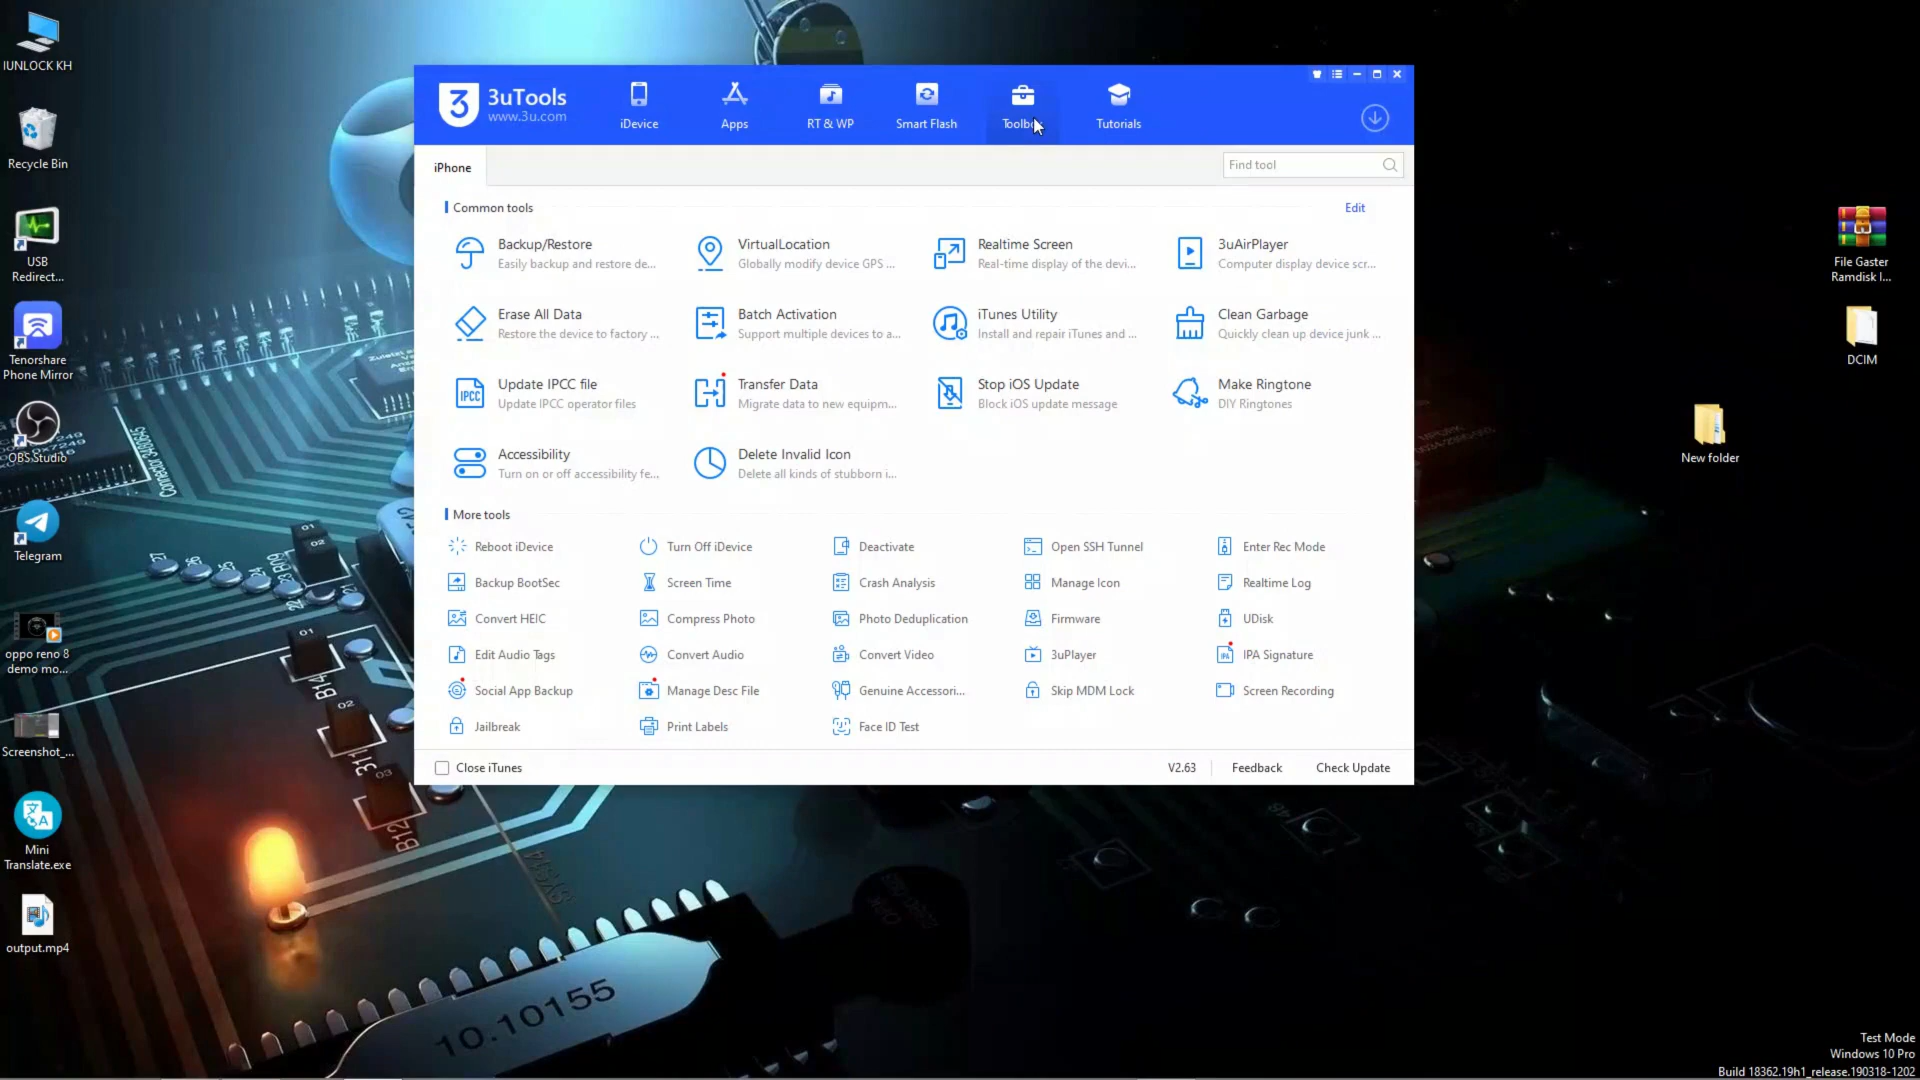 IUNLOCK KH
Recycle Bin
USB
Redirect...
Tenorshare
Phone Mirror
OBS Studio
Telegram
oppo reno 8
demo mo...
Screenshot_...
Mini
Translate.exe
output.mp4
3uTools
www.3u.com
iDevice
Apps
RT & WP
Smart Flash
Tutorials
iPhone
Find tool
Common tools
Edit
Backup/Restore
Easily backup and restore de...
VirtualLocation
Globally modify device GPS ...
Realtime Screen
Real-time display of the devi...
3uAirPlayer
Computer display device scr...
Erase All Data
Restore the device to factory ...
Batch Activation
Support multiple devices to a...
iTunes Utility
Install and repair iTunes and ...
Clean Garbage
Quickly clean up device junk ...
IPCC
Update IPCC file
Update IPCC operator files
Transfer Data
Migrate data to new equipm...
Stop iOS Update
Block iOS update message
Make Ringtone
DIY Ringtones
Accessibility
Turn on or off accessibility fe...
Delete Invalid Icon
Delete all kinds of stubborn i...
More tools
Reboot iDevice
Turn Off iDevice
Deactivate
Open SSH Tunnel
Enter Rec Mode
Backup BootSec
Screen Time
Crash Analysis
Manage Icon
Realtime Log
Convert HEIC
Compress Photo
Photo Deduplication
Firmware
UDisk
Edit Audio Tags
Convert Audio
Convert Video
3uPlayer
IPA Signature
Social App Backup
Manage Desc File
Genuine Accessori...
Skip MDM Lock
Screen Recording
Jailbreak
Print Labels
Face ID Test
Close iTunes
V2.63
Feedback
Check Update
File Gaster
Ramdisk I...
DCIM
New folder
10.10155
Test Mode
Windows 10 Pro
Build 18362.19h1_release.190318-1202